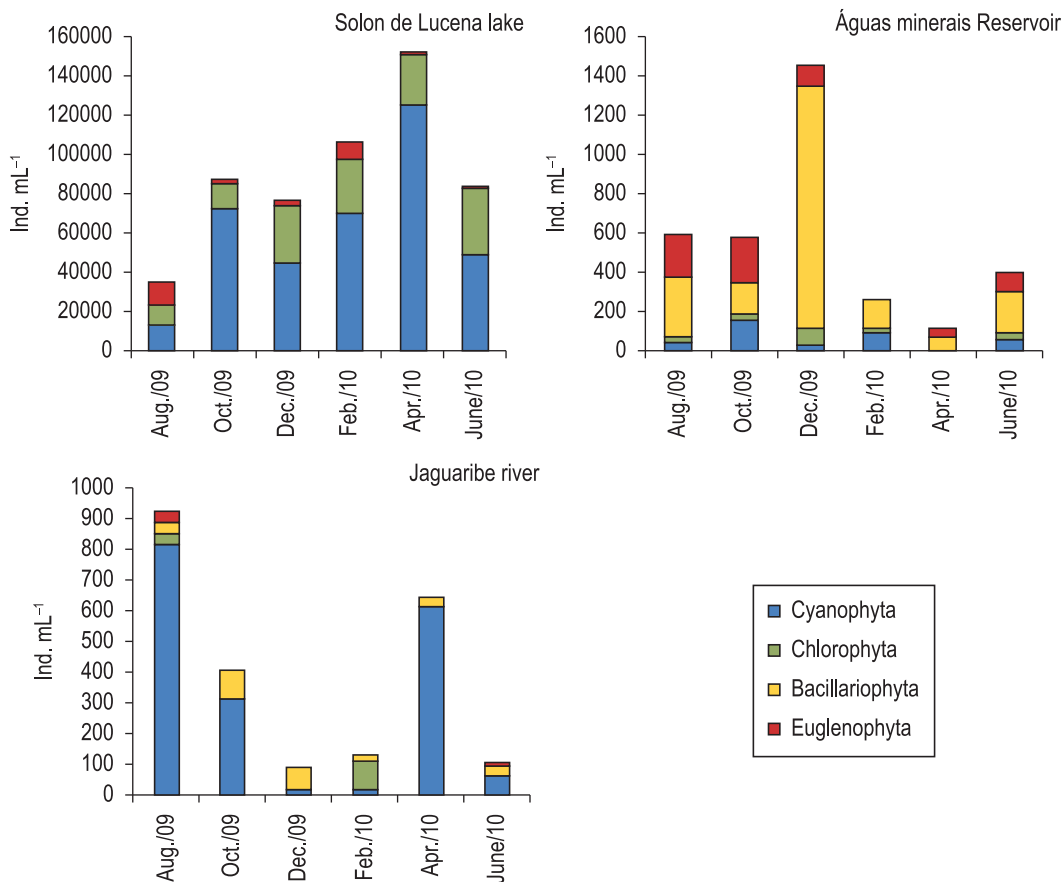 Solon de Lucena lake
160000
140000
120000
100000
80000
60000
40000
20000
0
Ind. mL⁻¹
Aug./09
Oct./09
Dec./09
Feb./10
Apr./10
June/10
Águas minerais Reservoir
1600
1400
1200
1000
800
600
400
200
0
Ind. mL⁻¹
Aug./09
Oct./09
Dec./09
Feb./10
Apr./10
June/10
Jaguaribe river
1000
900
800
700
600
500
400
300
200
100
0
Ind. mL⁻¹
Aug./09
Oct./09
Dec./09
Feb./10
Apr./10
June/10
Cyanophyta
Chlorophyta
Bacillariophyta
Euglenophyta